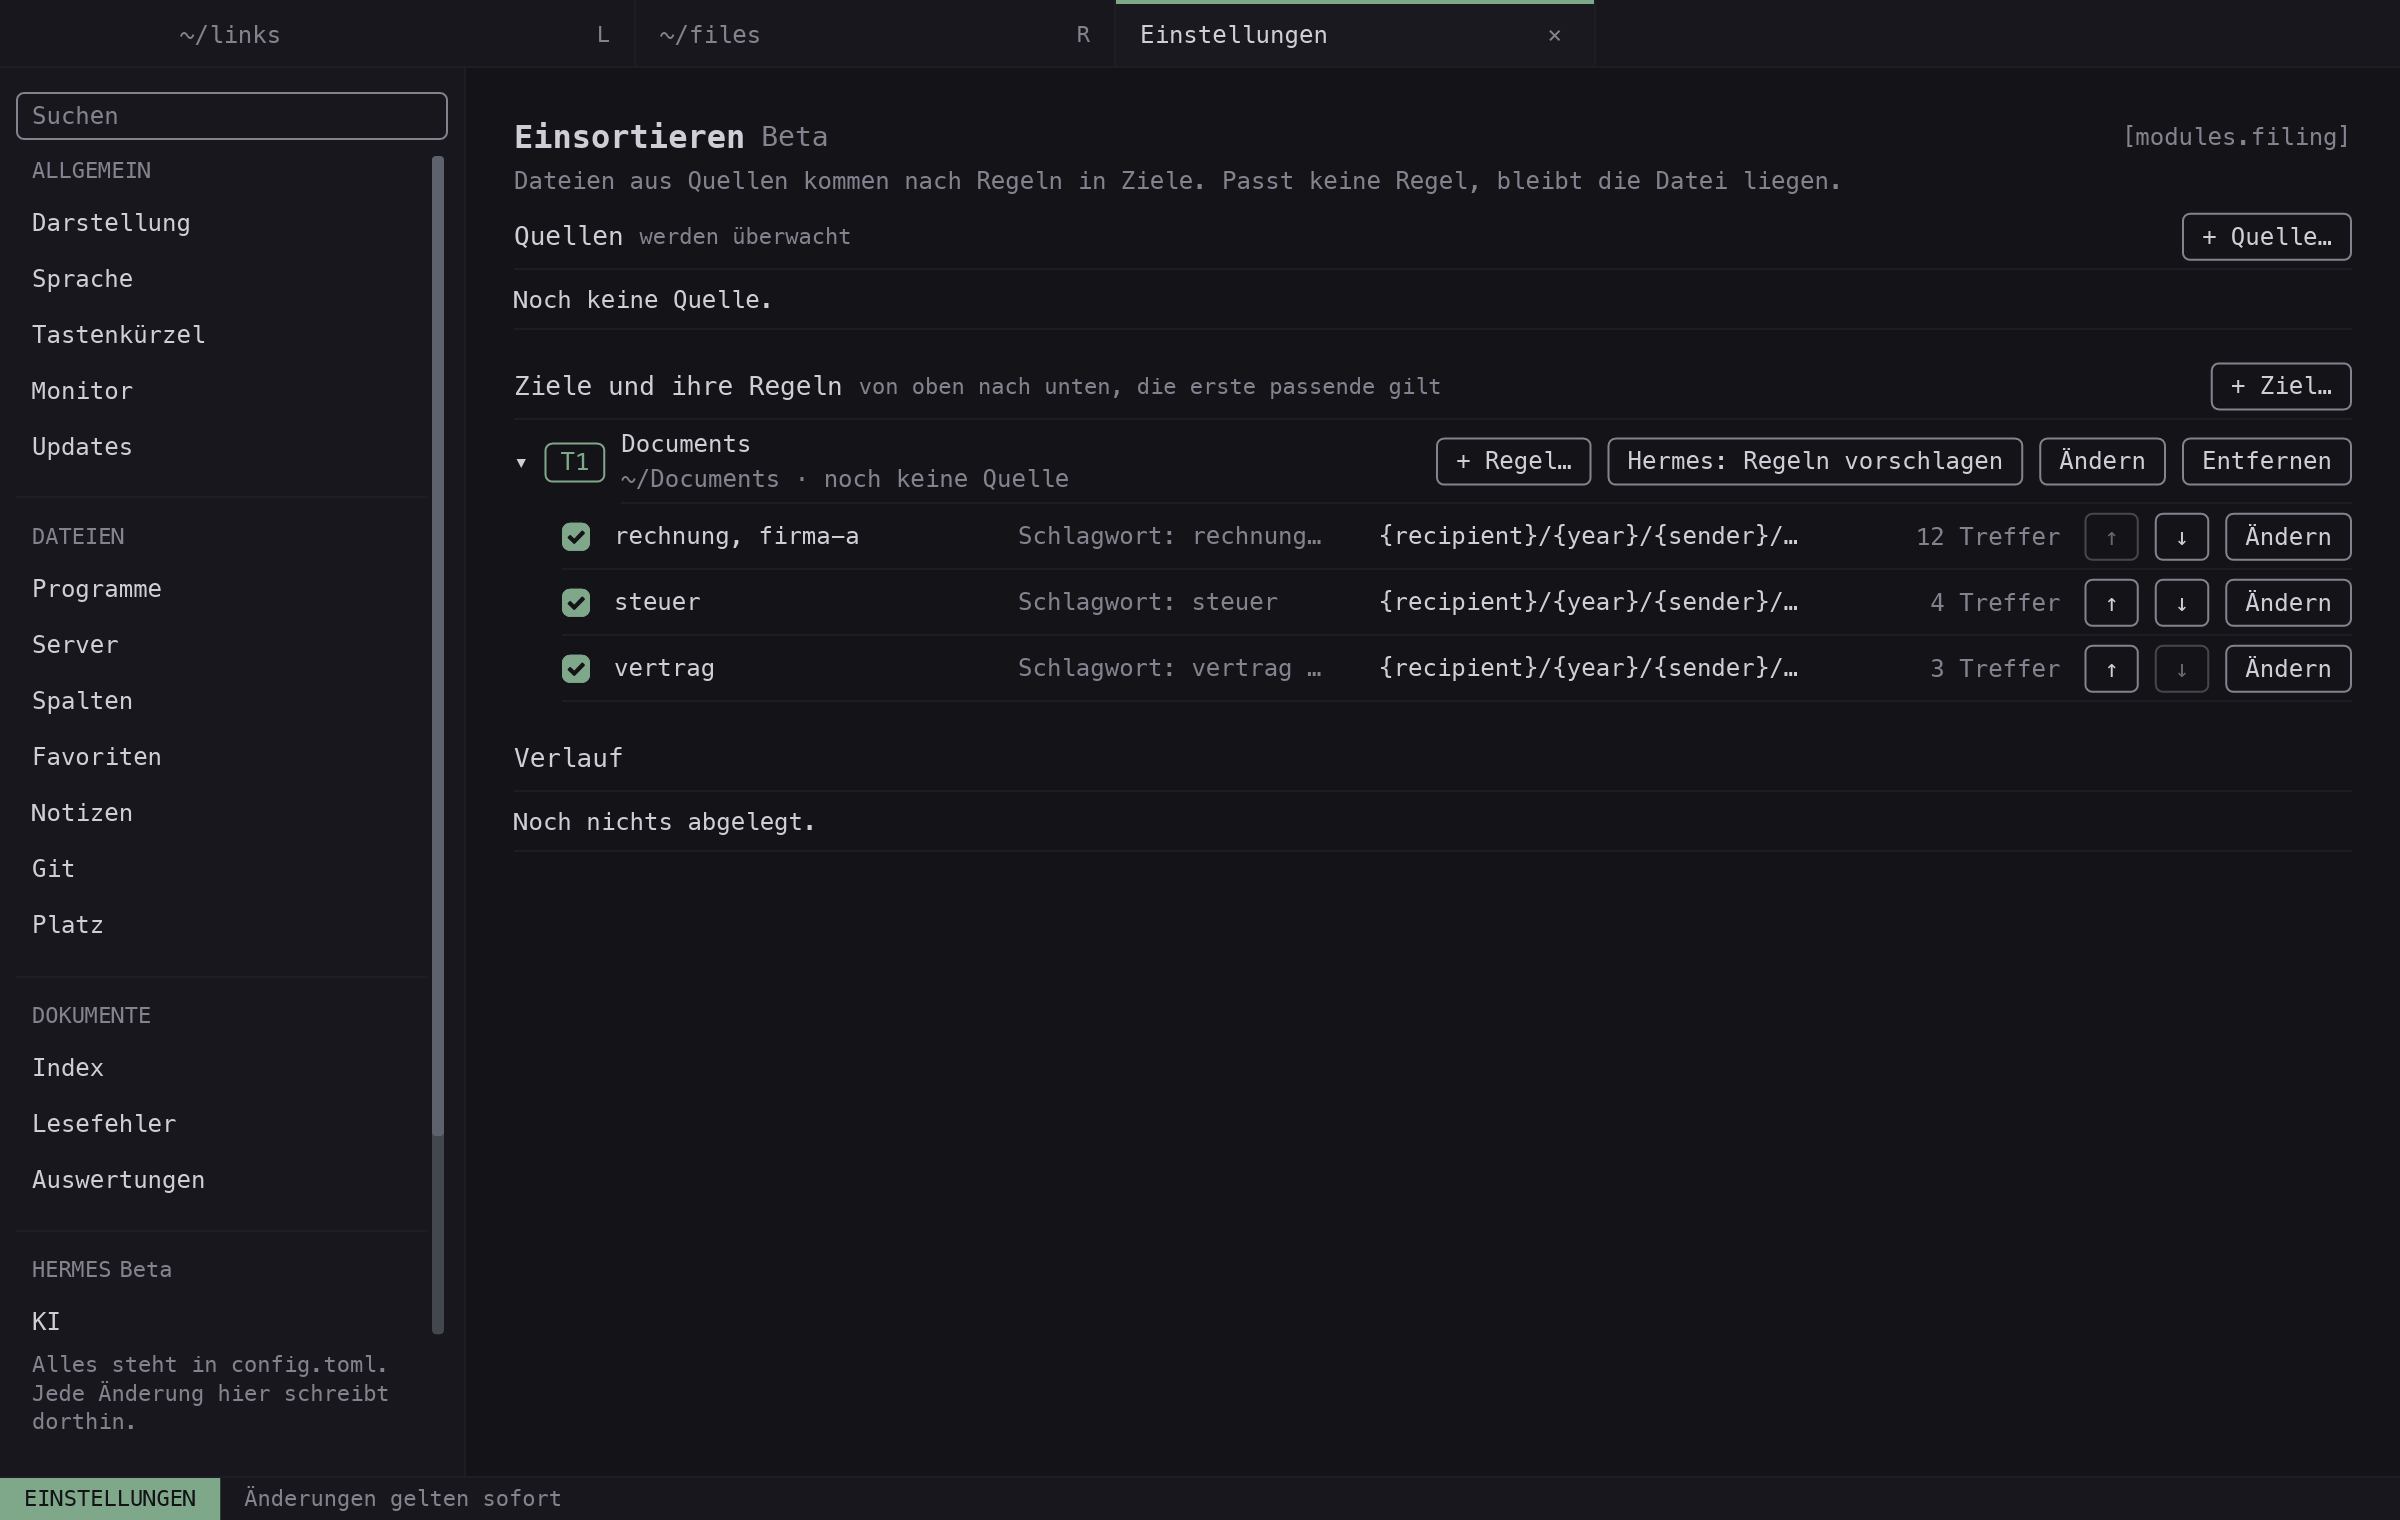 ~/links L ~/files R Einstellungen ×
Suchen
ALLGEMEIN
Darstellung
Sprache
Tastenkürzel
Monitor
Updates
DATEIEN
Programme
Server
Spalten
Favoriten
Notizen
Git
Platz
DOKUMENTE
Index
Lesefehler
Auswertungen
HERMES Beta
KI
Alles steht in config.toml.
Jede Änderung hier schreibt
dorthin.
Einsortieren Beta [modules.filing]
Dateien aus Quellen kommen nach Regeln in Ziele. Passt keine Regel, bleibt die Datei liegen.
Quellen werden überwacht + Quelle…
Noch keine Quelle.
Ziele und ihre Regeln von oben nach unten, die erste passende gilt + Ziel…
▾ T1 Documents + Regel… Hermes: Regeln vorschlagen Ändern Entfernen
~/Documents · noch keine Quelle
rechnung, firma-a Schlagwort: rechnung… {recipient}/{year}/{sender}/… 12 Treffer ↑ ↓ Ändern
steuer Schlagwort: steuer {recipient}/{year}/{sender}/… 4 Treffer ↑ ↓ Ändern
vertrag Schlagwort: vertrag … {recipient}/{year}/{sender}/… 3 Treffer ↑ ↓ Ändern
Verlauf
Noch nichts abgelegt.
EINSTELLUNGEN Änderungen gelten sofort